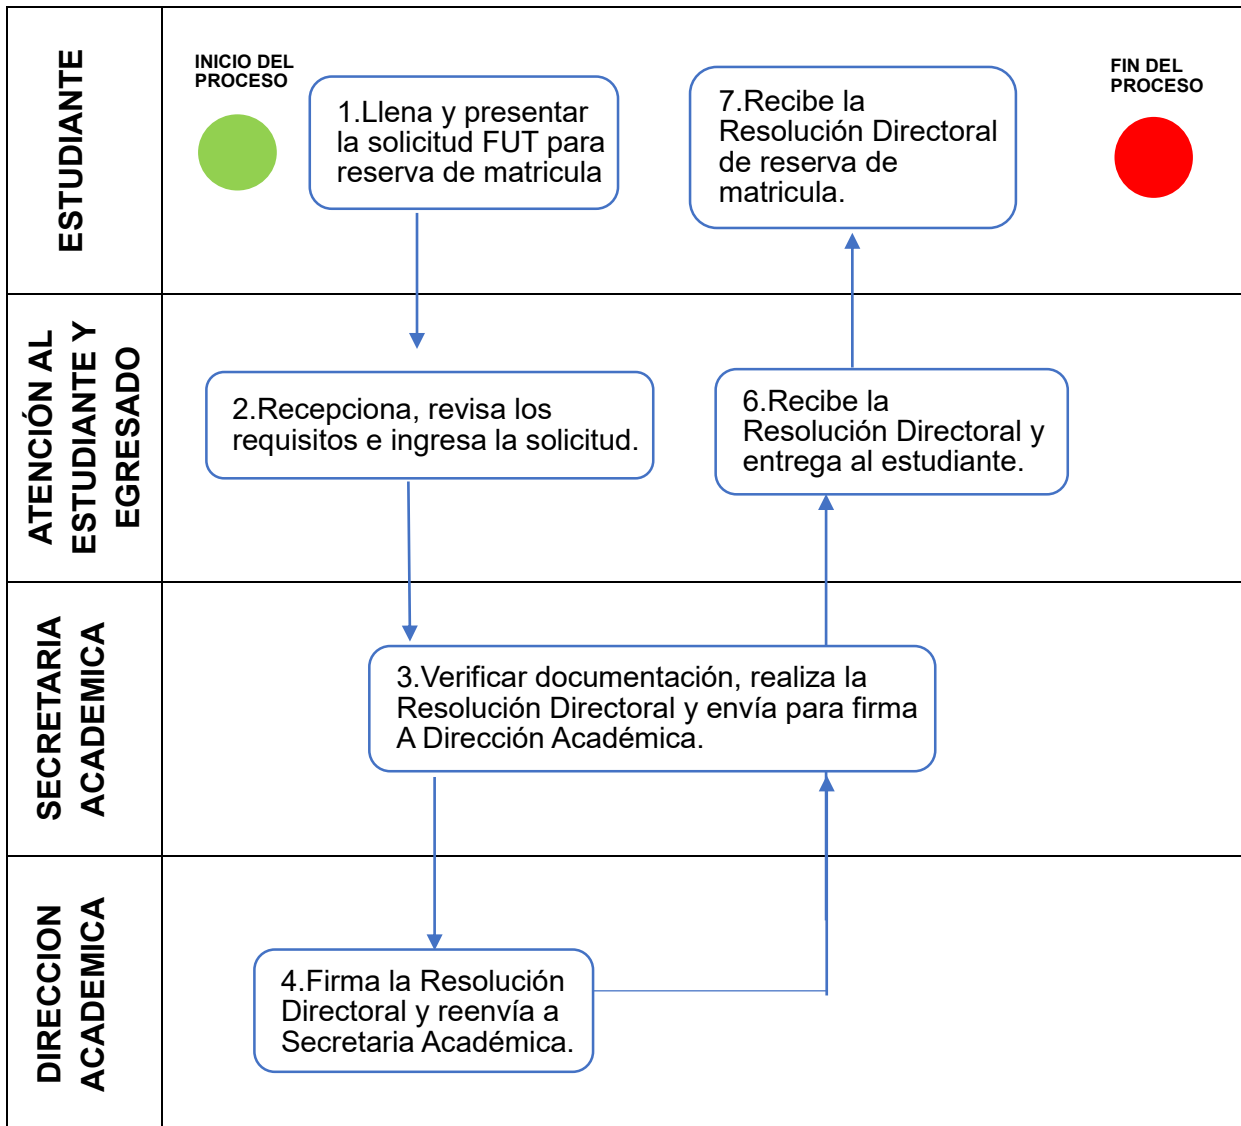 ESTUDIANTE
INICIO DEL
PROCESO
1.Llena y presentar
la solicitud FUT para
reserva de matricula
7.Recibe la
Resolución Directoral
de reserva de
matricula.
FIN DEL
PROCESO
ATENCIÓN AL
ESTUDIANTE Y
EGRESADO
2.Recepciona, revisa los
requisitos e ingresa la solicitud.
6.Recibe la
Resolución Directoral y
entrega al estudiante.
SECRETARIA
ACADEMICA
3.Verificar documentación, realiza la
Resolución Directoral y envía para firma
A Dirección Académica.
DIRECCION
ACADEMICA
4.Firma la Resolución
Directoral y reenvía a
Secretaria Académica.